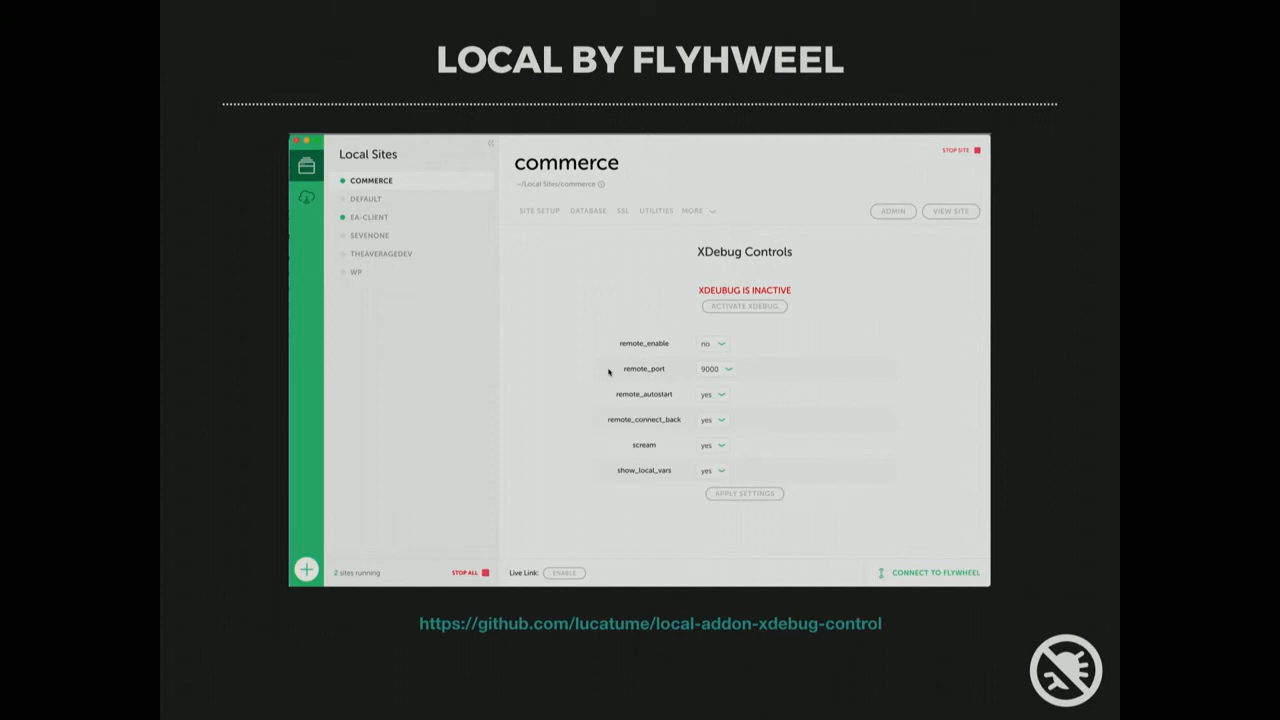 LOCAL BY FLYHWEEL
Local Sites
COMMERCE
DEFAULT
EA-CLIENT
SEVENONE
THEAVERAGEDEV
WP
2 sites running
STOP ALL
commerce
~/Local Sites/commerce
STOP SITE
SITE SETUP DATABASE SSL UTILITIES MORE
ADMIN VIEW SITE
XDebug Controls
XDEUBUG IS INACTIVE
ACTIVATE XDEBUG
remote_enable no
remote_port 9000
remote_autostart yes
remote_connect_back yes
scream yes
show_local_vars yes
APPLY SETTINGS
Live Link: ENABLE
CONNECT TO FLYWHEEL
https://github.com/lucatume/local-addon-xdebug-control